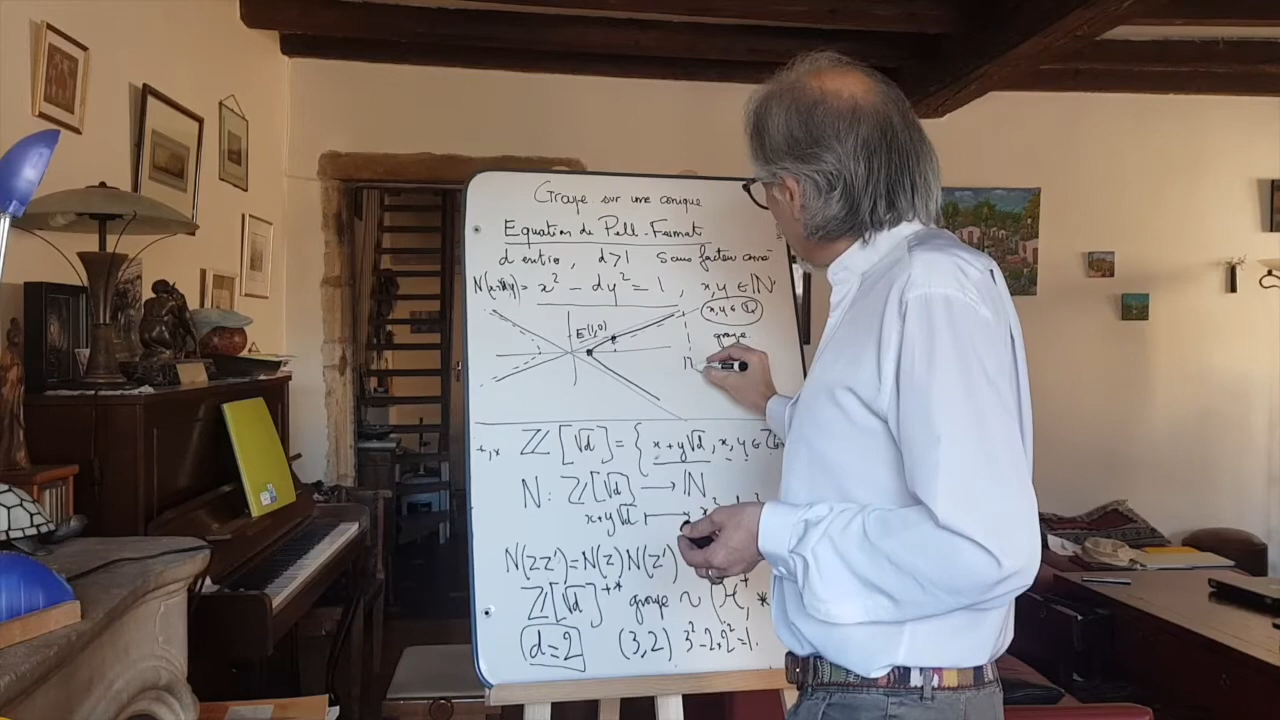 Groupe sur une conique
Equation de Pell-Fermat
d entier, d>1 sans facteur carré
N(x+√dy)= x² - dy² = 1, x,y ∈ ℕ
x,y ∈ ℚ
E(1,0)
groupe
+,× ℤ[√d] = { x+y√d, x, y ∈ ℤ
N: ℤ[√d] → ℕ
x+y√d ↦
N(zz')=N(z)N(z')
ℤ[√d]⁺* groupe ~ (ℋ⁺, *
d=2 (3,2) 3²-2×2²=1.